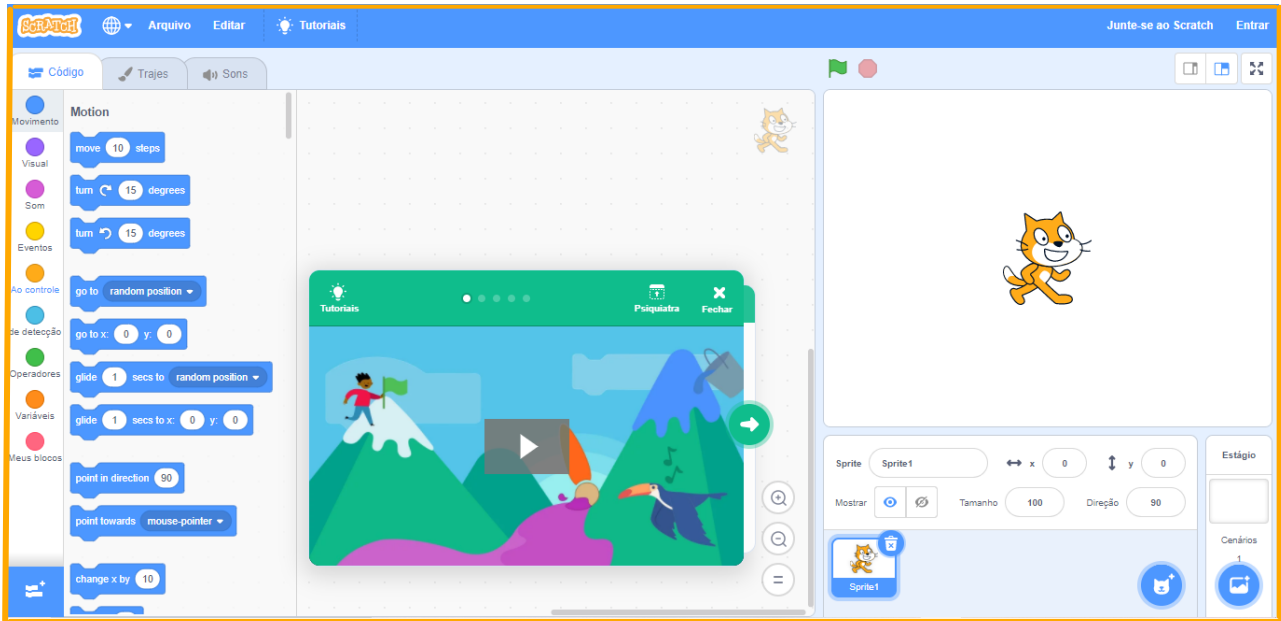 SCRATCH Arquivo Editar Tutoriais Junte-se ao Scratch Entrar
Código Trajes Sons
Movimento
Visual
Som
Eventos
Ao controle
de detecção
Operadores
Variáveis
Meus blocos
Motion
move 10 steps
turn 15 degrees
turn 15 degrees
go to random position
go to x: 0 y: 0
glide 1 secs to random position
glide 1 secs to x: 0 y: 0
point in direction 90
point towards mouse-pointer
change x by 10
Tutoriais Psiquiatra Fechar
Sprite Sprite1 x 0 y 0
Mostrar Tamanho 100 Direção 90
Sprite1
Estágio
Cenários
1